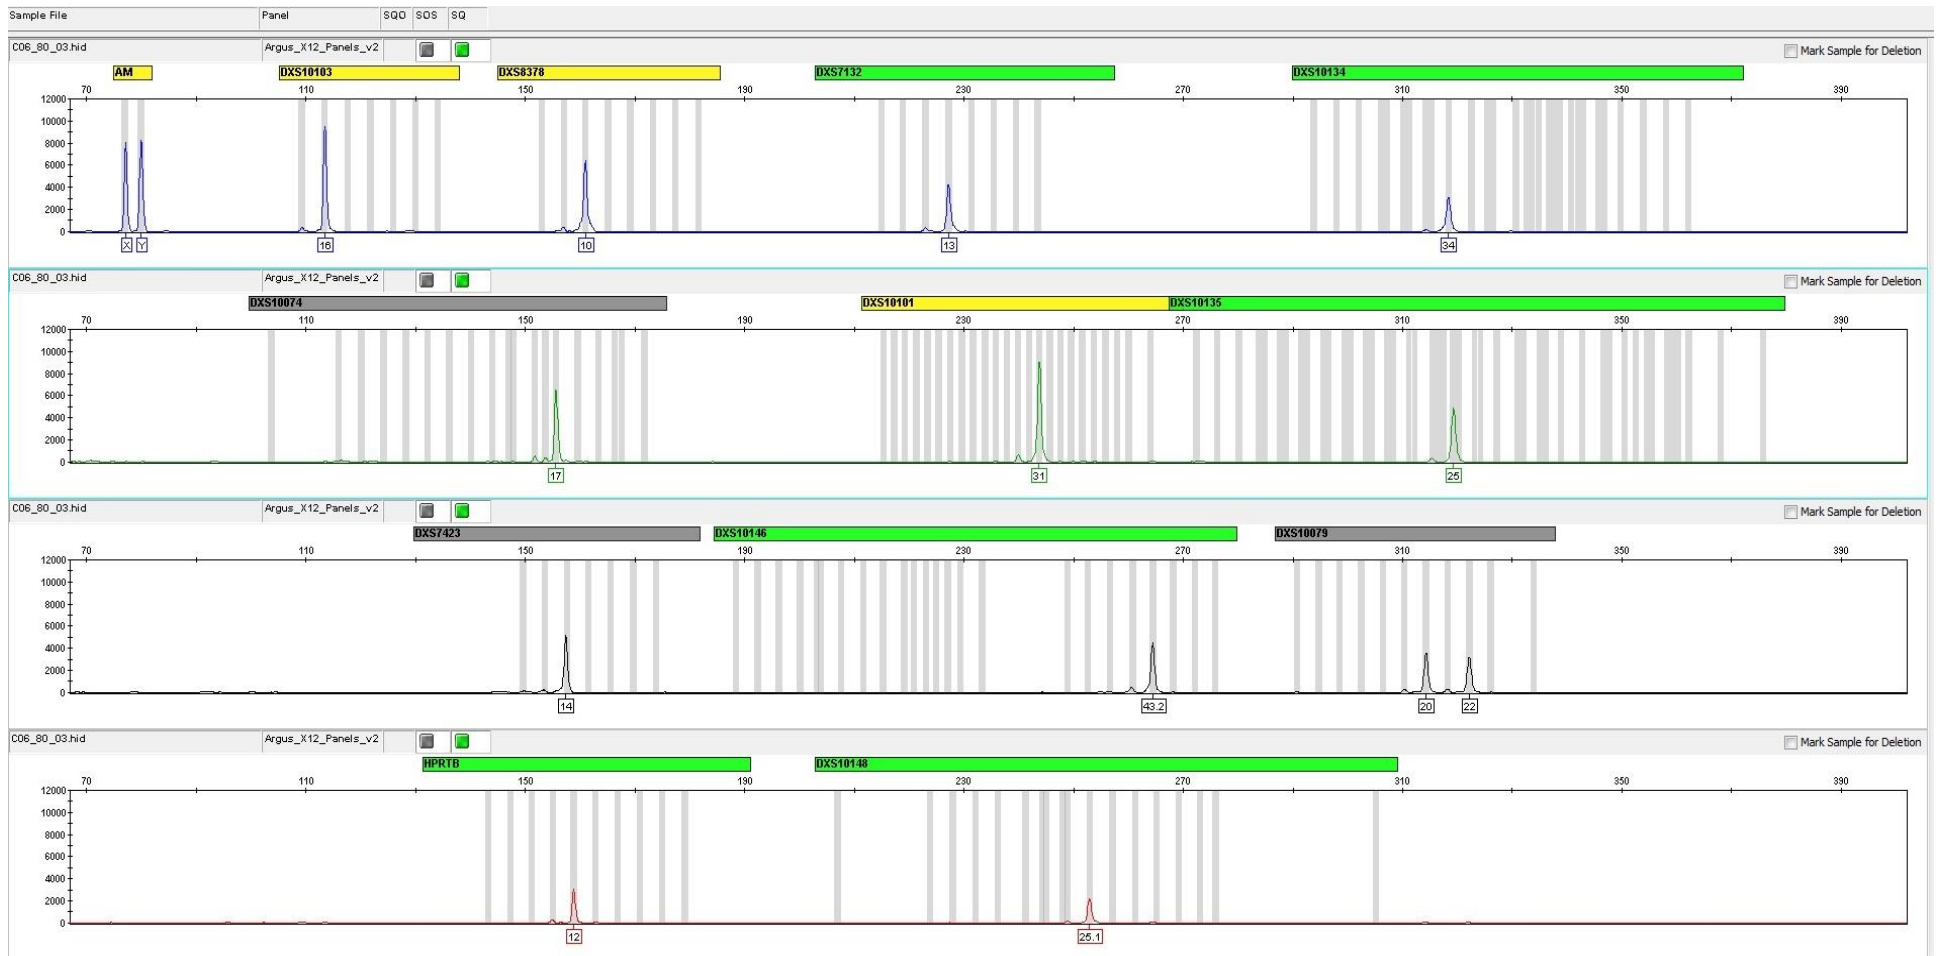 Sample File Panel SQO SOS SQ
C06_80_03.hid Argus_X12_Panels_v2 Mark Sample for Deletion
AM DXS10103 DXS8378 DXS7132 DXS10134
70 110 150 190 230 270 310 350 390
12000
10000
8000
6000
4000
2000
0
X Y 16 10 13 34
C06_80_03.hid Argus_X12_Panels_v2 Mark Sample for Deletion
DXS10074 DXS10101 DXS10135
70 110 150 190 230 270 310 350 390
12000
10000
8000
6000
4000
2000
0
17 31 25
C06_80_03.hid Argus_X12_Panels_v2 Mark Sample for Deletion
DXS7423 DXS10146 DXS10079
70 110 150 190 230 270 310 350 390
12000
10000
8000
6000
4000
2000
0
14 43.2 20 22
C06_80_03.hid Argus_X12_Panels_v2 Mark Sample for Deletion
HPRTB DXS10148
70 110 150 190 230 270 310 350 390
12000
10000
8000
6000
4000
2000
0
12 25.1